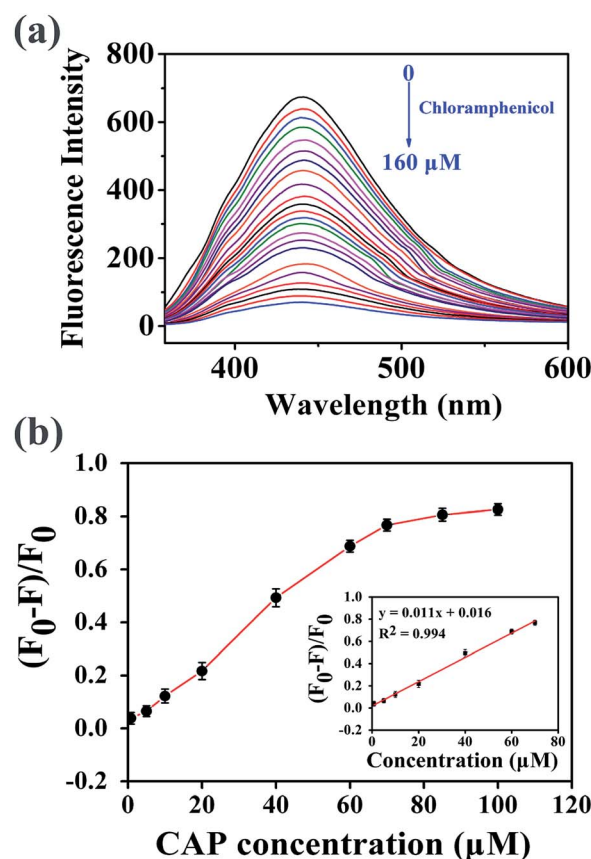 (a)
800
600
400
200
0
Fluorescence Intensity
0
Chloramphenicol
160 µM
400
500
600
Wavelength (nm)
(b)
1.0
0.8
0.6
0.4
0.2
0.0
-0.2
(F0-F)/F0
0
20
40
60
80
100
120
CAP concentration (µM)
y = 0.011x + 0.016
R2 = 0.994
1.0
0.8
0.6
0.4
0.2
0.0
-0.2
(F0-F)/F0
0
20
40
60
80
Concentration (µM)